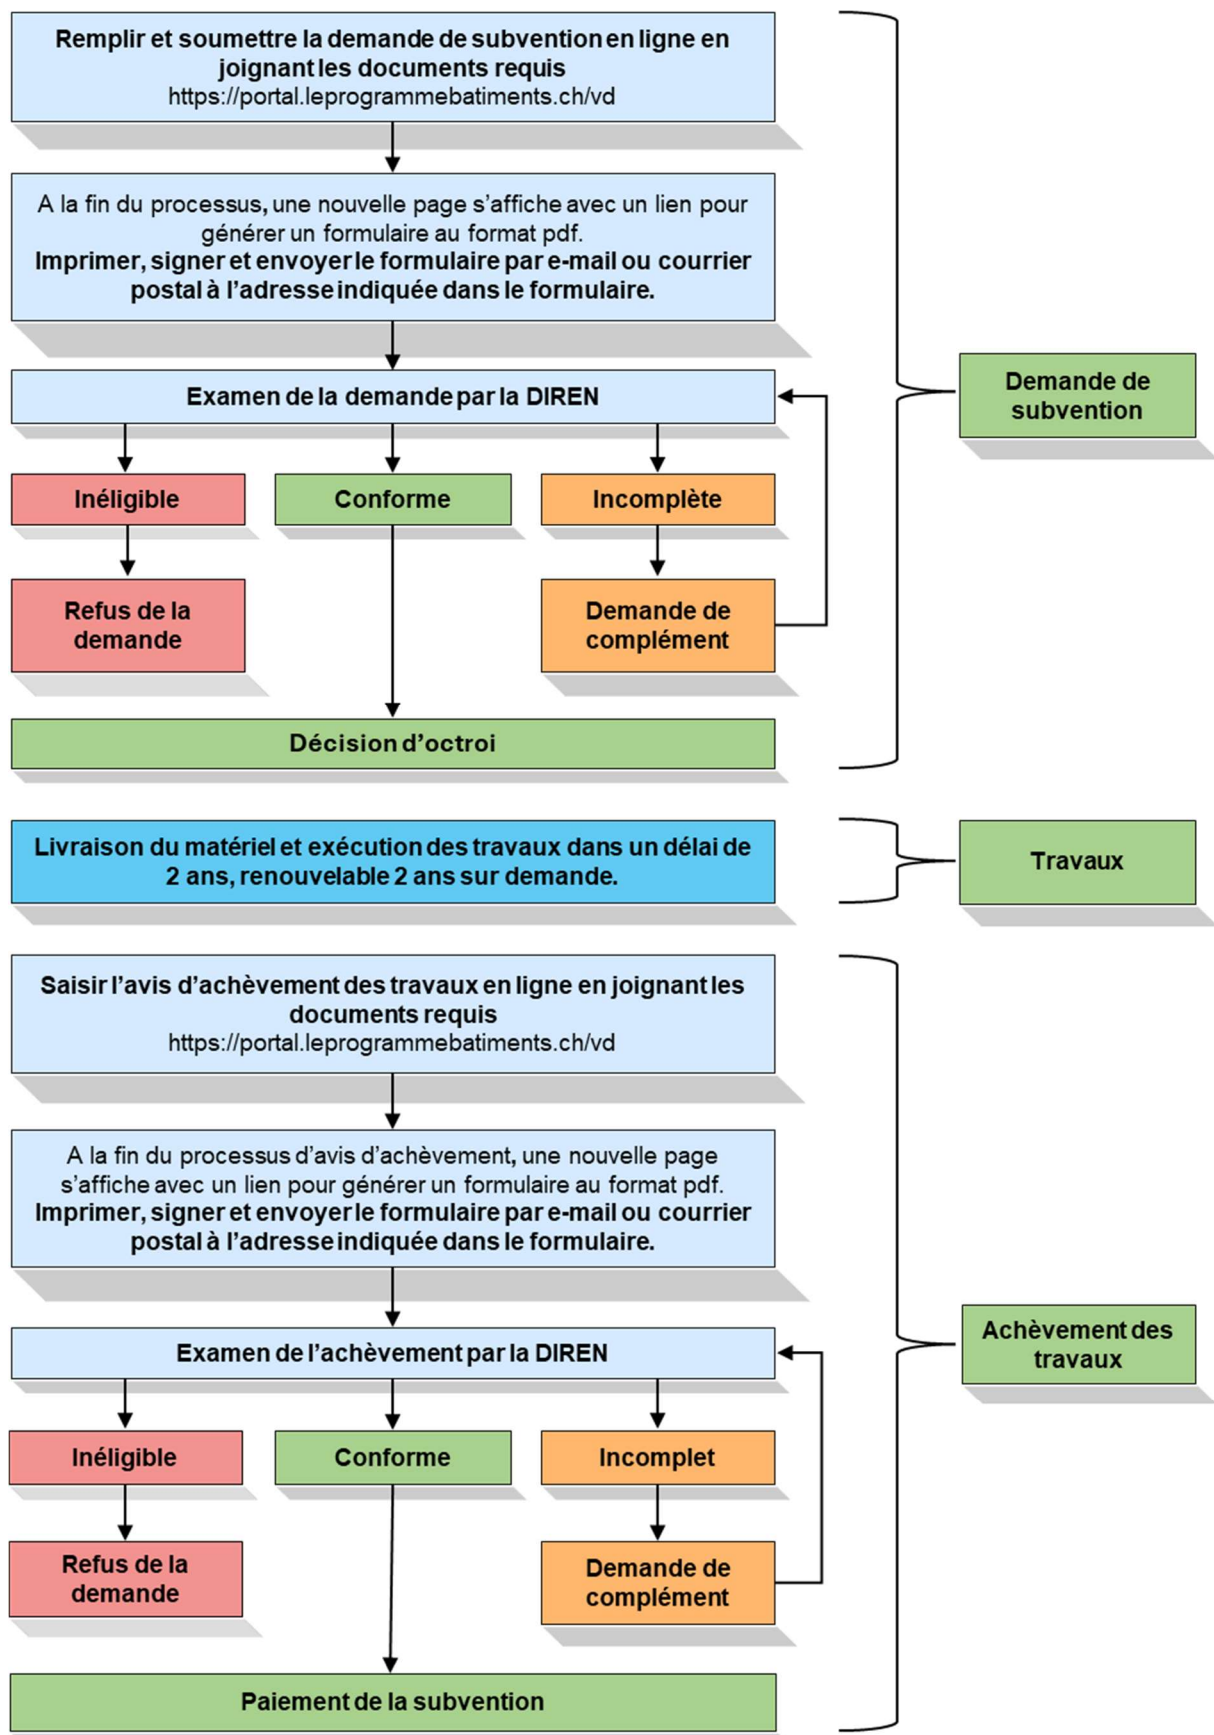 Remplir et soumettre la demande de subvention en ligne en
joignant les documents requis
https://portal.leprogrammebatiments.ch/vd
A la fin du processus, une nouvelle page s’affiche avec un lien pour
générer un formulaire au format pdf.
Imprimer, signer et envoyer le formulaire par e-mail ou courrier
postal à l’adresse indiquée dans le formulaire.
Examen de la demande par la DIREN
Demande de
subvention
Inéligible
Conforme
Incomplète
Refus de la
demande
Demande de
complément
Décision d’octroi
Livraison du matériel et exécution des travaux dans un délai de
2 ans, renouvelable 2 ans sur demande.
Travaux
Saisir l’avis d’achèvement des travaux en ligne en joignant les
documents requis
https://portal.leprogrammebatiments.ch/vd
A la fin du processus d’avis d’achèvement, une nouvelle page
s’affiche avec un lien pour générer un formulaire au format pdf.
Imprimer, signer et envoyer le formulaire par e-mail ou courrier
postal à l’adresse indiquée dans le formulaire.
Examen de l’achèvement par la DIREN
Achèvement des
travaux
Inéligible
Conforme
Incomplet
Refus de la
demande
Demande de
complément
Paiement de la subvention